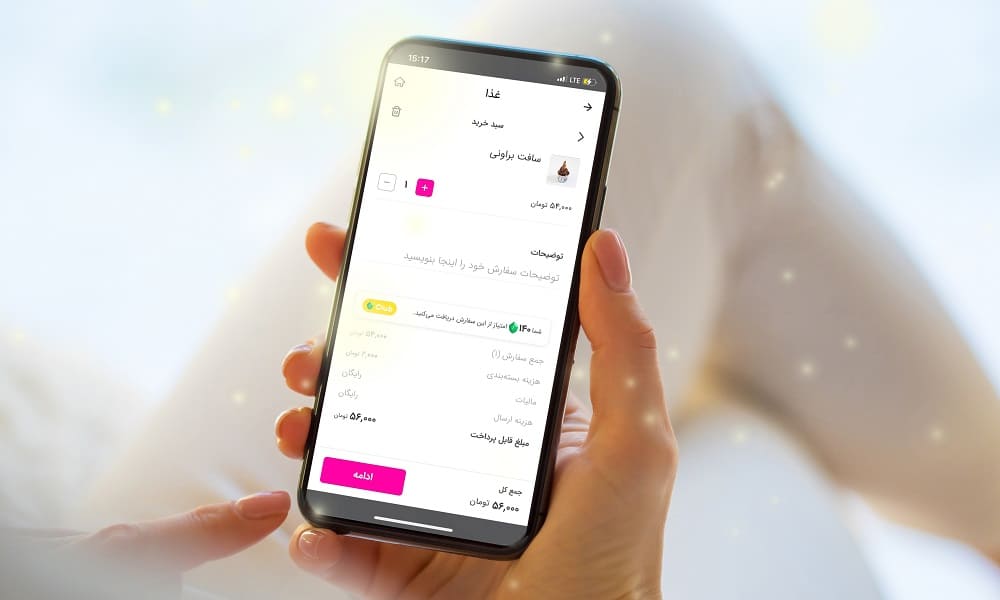 15:17 LTE
غذا
سبد خرید
سافت براونی
۵۴,۰۰۰ تومان
− ۱ +
توضیحات
توضیحات سفارش خود را اینجا بنویسید
شما ۱۴۰ امتیاز از این سفارش دریافت می‌کنید. Club
جمع سفارش (۱) ۵۴,۰۰۰ تومان
هزینه بسته‌بندی ۲,۰۰۰ تومان
مالیات رایگان
هزینه ارسال رایگان
مبلغ قابل پرداخت ۵۶,۰۰۰ تومان
جمع کل
۵۶,۰۰۰ تومان
ادامه